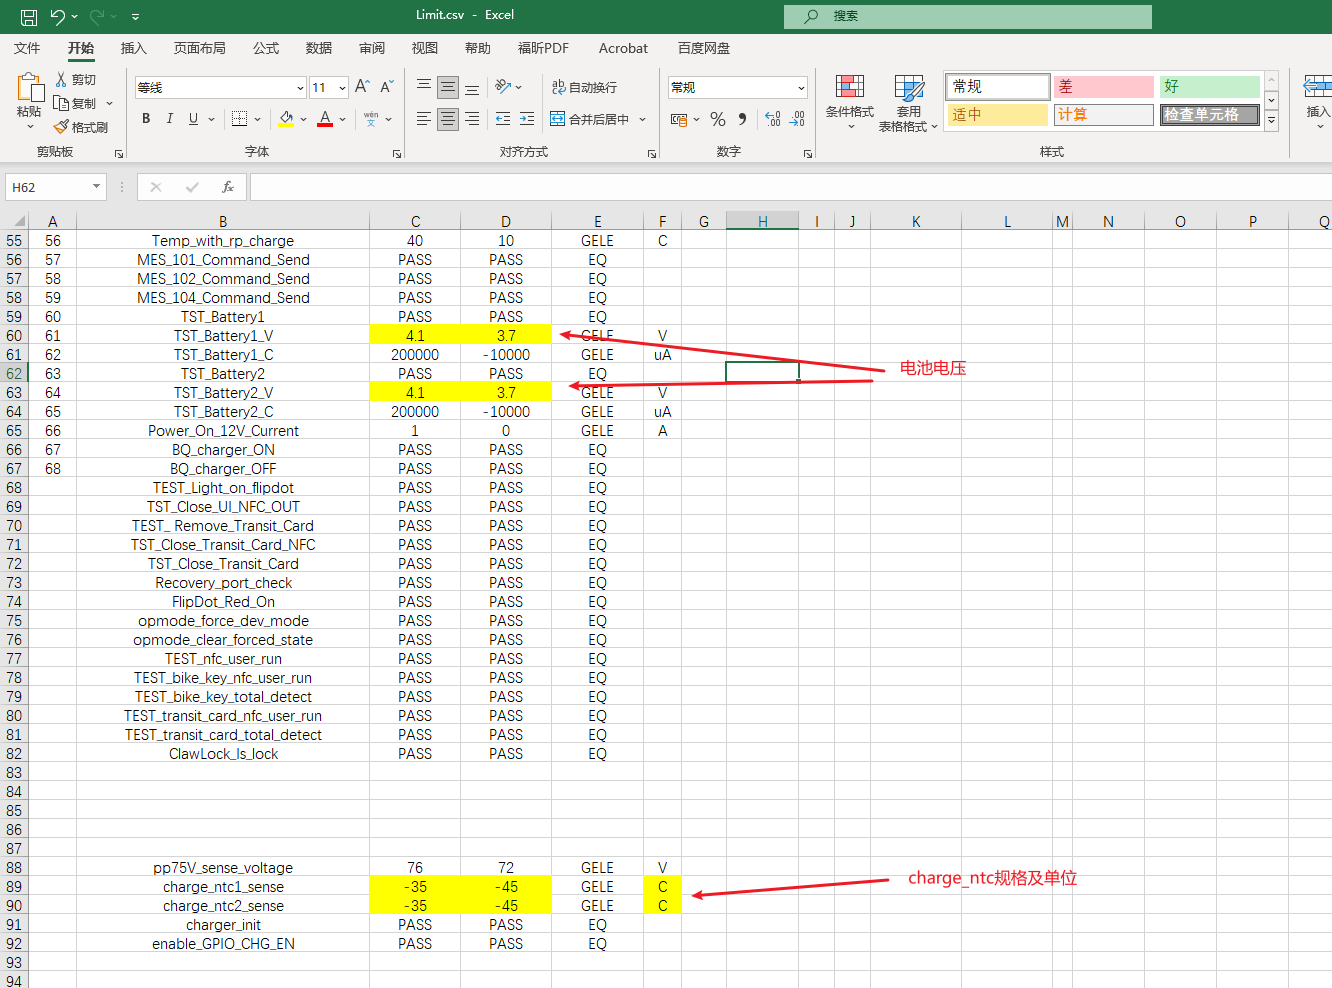 Limit.csv - Excel
搜索
文件 开始 插入 页面布局 公式 数据 审阅 视图 帮助 福昕PDF Acrobat 百度网盘
粘贴
剪切
复制
格式刷
剪贴板
等线 11 A A
B I U A wén 文
字体
自动换行
合并后居中
对齐方式
常规
数字
条件格式
套用
表格格式
常规 差 好
适中 计算 检查单元格
样式
插入
H62
fx
A B C D E F G H I J K L M N O P Q
55 56 Temp_with_rp_charge 40 10 GELE C
56 57 MES_101_Command_Send PASS PASS EQ
57 58 MES_102_Command_Send PASS PASS EQ
58 59 MES_104_Command_Send PASS PASS EQ
59 60 TST_Battery1 PASS PASS EQ
60 61 TST_Battery1_V 4.1 3.7 GELE V
61 62 TST_Battery1_C 200000 -10000 GELE uA
62 63 TST_Battery2 PASS PASS EQ
电池电压
63 64 TST_Battery2_V 4.1 3.7 GELE V
64 65 TST_Battery2_C 200000 -10000 GELE uA
65 66 Power_On_12V_Current 1 0 GELE A
66 67 BQ_charger_ON PASS PASS EQ
67 68 BQ_charger_OFF PASS PASS EQ
68 TEST_Light_on_flipdot PASS PASS EQ
69 TST_Close_UI_NFC_OUT PASS PASS EQ
70 TEST_ Remove_Transit_Card PASS PASS EQ
71 TST_Close_Transit_Card_NFC PASS PASS EQ
72 TST_Close_Transit_Card PASS PASS EQ
73 Recovery_port_check PASS PASS EQ
74 FlipDot_Red_On PASS PASS EQ
75 opmode_force_dev_mode PASS PASS EQ
76 opmode_clear_forced_state PASS PASS EQ
77 TEST_nfc_user_run PASS PASS EQ
78 TEST_bike_key_nfc_user_run PASS PASS EQ
79 TEST_bike_key_total_detect PASS PASS EQ
80 TEST_transit_card_nfc_user_run PASS PASS EQ
81 TEST_transit_card_total_detect PASS PASS EQ
82 ClawLock_Is_lock PASS PASS EQ
83
84
85
86
87
88 pp75V_sense_voltage 76 72 GELE V
89 charge_ntc1_sense -35 -45 GELE C
charge_ntc规格及单位
90 charge_ntc2_sense -35 -45 GELE C
91 charger_init PASS PASS EQ
92 enable_GPIO_CHG_EN PASS PASS EQ
93
94